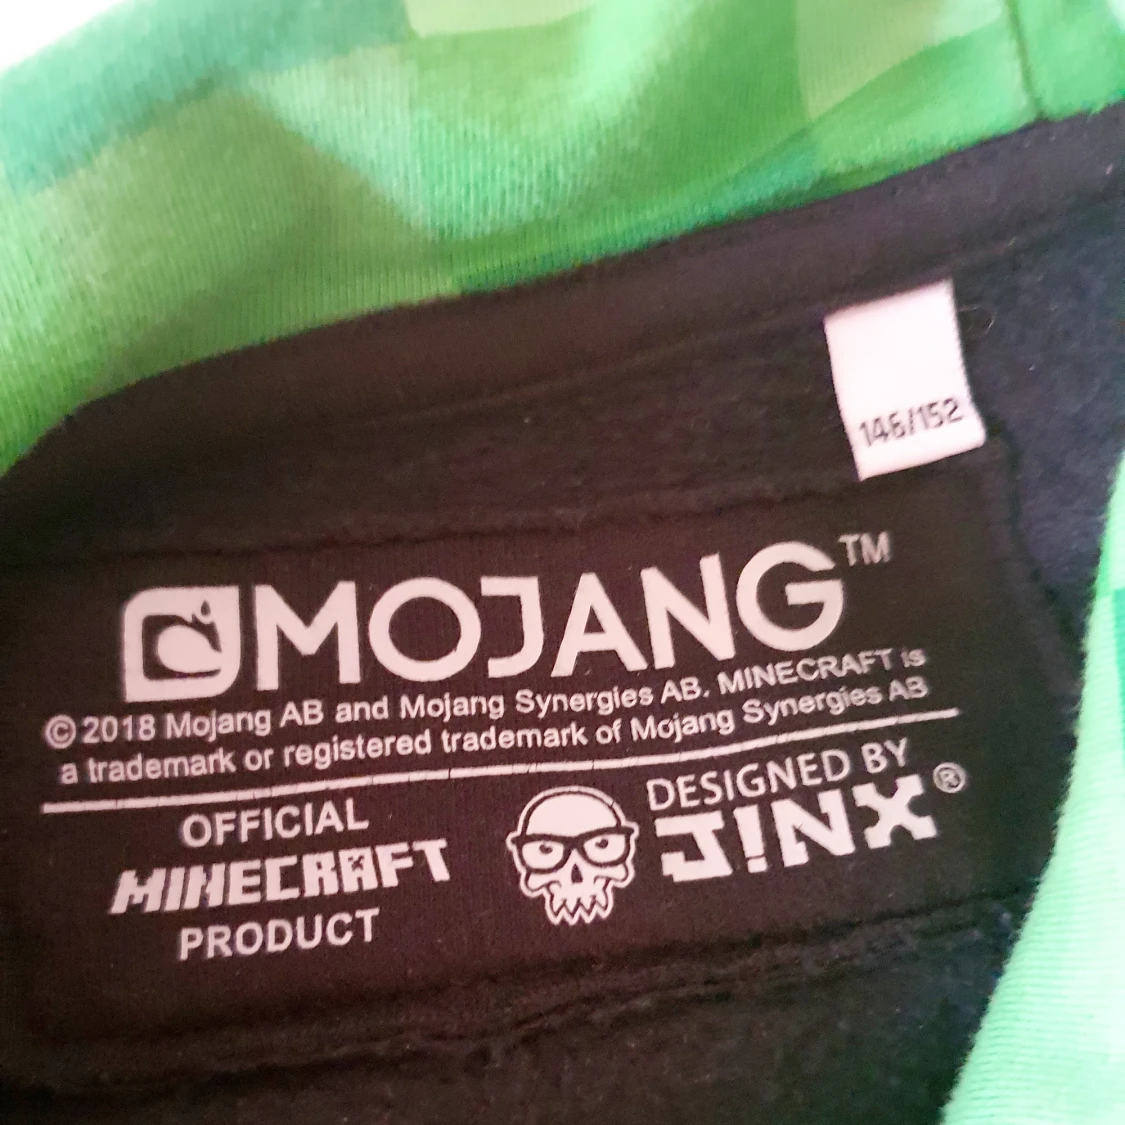 146/152
MOJANG™
© 2018 Mojang AB and Mojang Synergies AB. MINECRAFT is
a trademark or registered trademark of Mojang Synergies AB
OFFICIAL
MINECRAFT
PRODUCT
DESIGNED BY
J!NX®